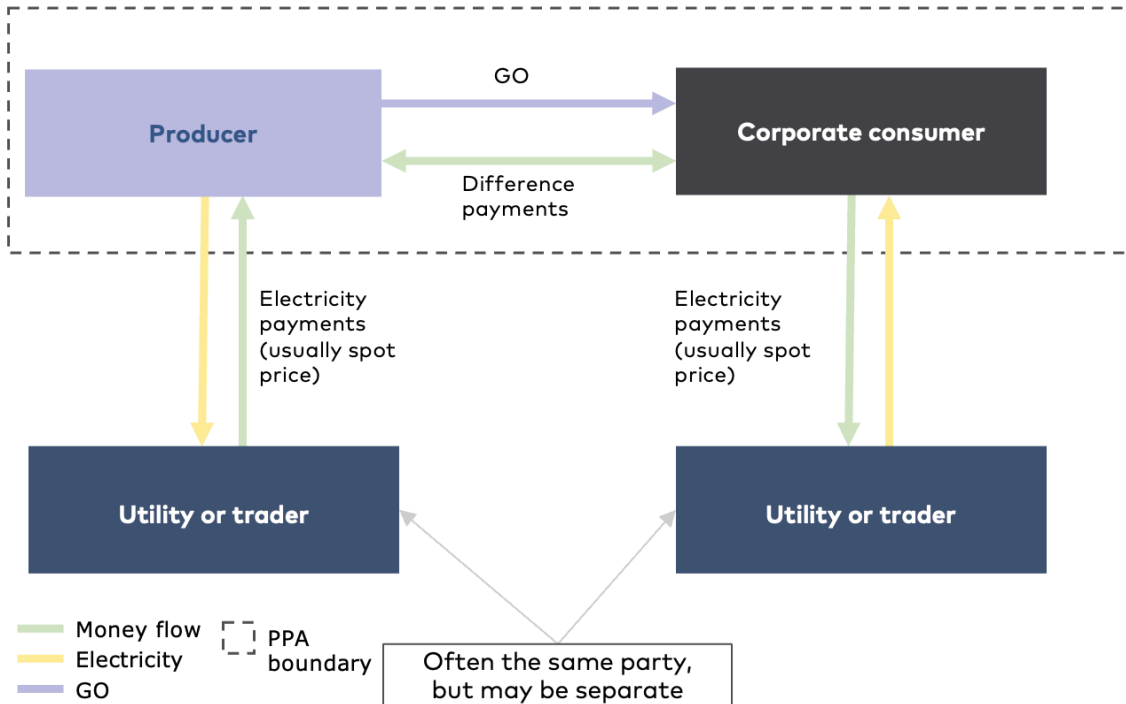 GO
Producer
Corporate consumer
Difference
payments
Electricity
payments
(usually spot
price)
Electricity
payments
(usually spot
price)
Utility or trader
Utility or trader
Money flow
Electricity
GO
PPA
boundary
Often the same party,
but may be separate